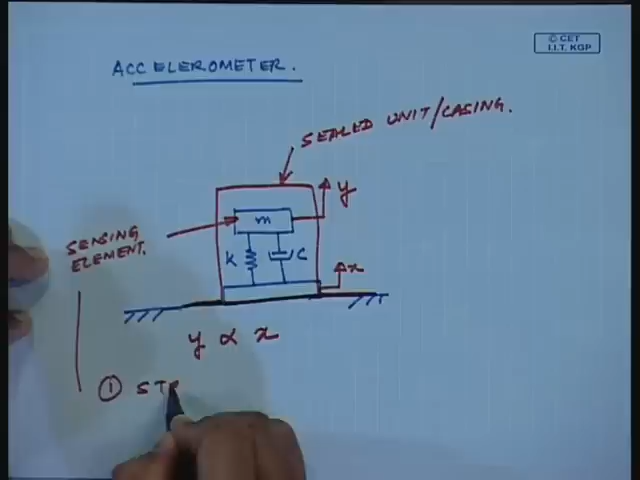 © CET
I.I.T. KGP
ACCELEROMETER.
SEALED UNIT/CASING.
y
m
SENSING
ELEMENT.
K
C
x
y ∝ x
① ST